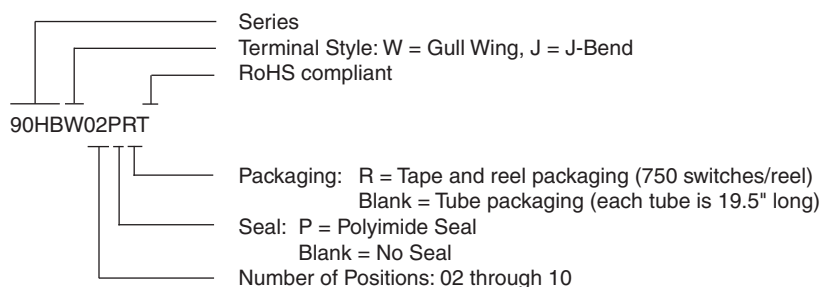 Series
Terminal Style: W = Gull Wing, J = J-Bend
RoHS compliant
90HBW02PRT
Packaging: R = Tape and reel packaging (750 switches/reel)
Blank = Tube packaging (each tube is 19.5" long)
Seal: P = Polyimide Seal
Blank = No Seal
Number of Positions: 02 through 10